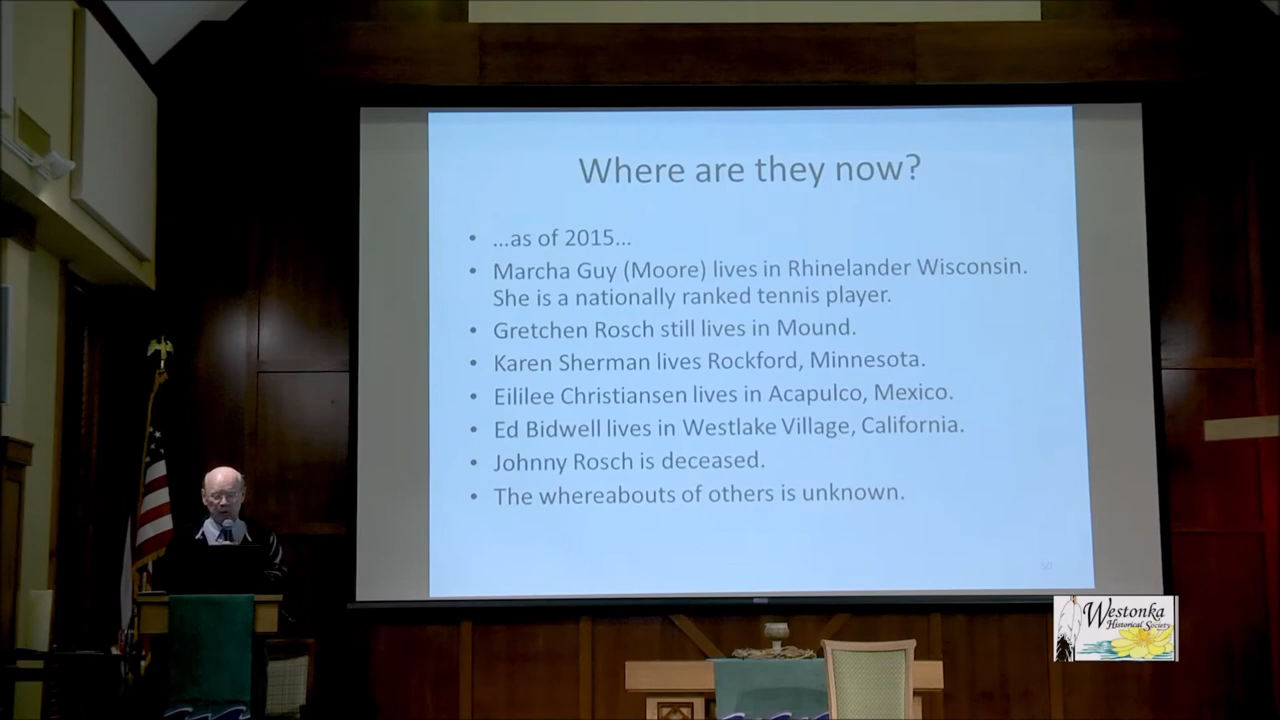 Where are they now?
• …as of 2015…
• Marcha Guy (Moore) lives in Rhinelander Wisconsin.
She is a nationally ranked tennis player.
• Gretchen Rosch still lives in Mound.
• Karen Sherman lives Rockford, Minnesota.
• Eililee Christiansen lives in Acapulco, Mexico.
• Ed Bidwell lives in Westlake Village, California.
• Johnny Rosch is deceased.
• The whereabouts of others is unknown.
50
Westonka
Historical Society